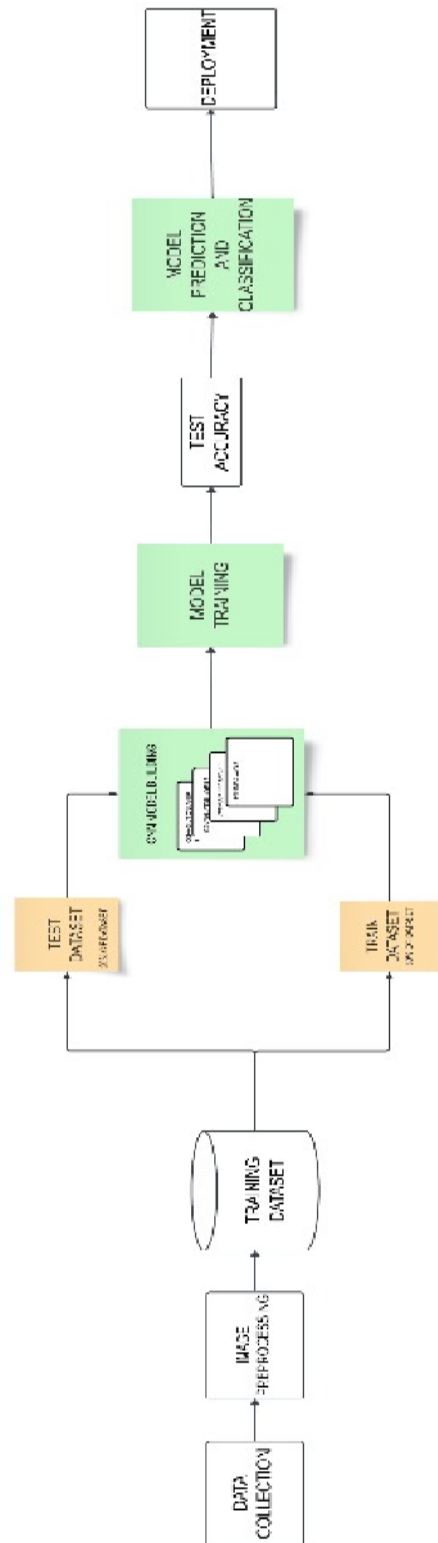 DATA
COLLECTION
IMAGE
PREPROCESSING
TRAINING
DATASET
TEST
DATASET
TRAIN
DATASET
CNN MODEL BUILDING
MODEL
TRAINING
TEST
ACCURACY
MODEL
PREDICTION
AND
CLASSIFICATION
DEPLOYMENT